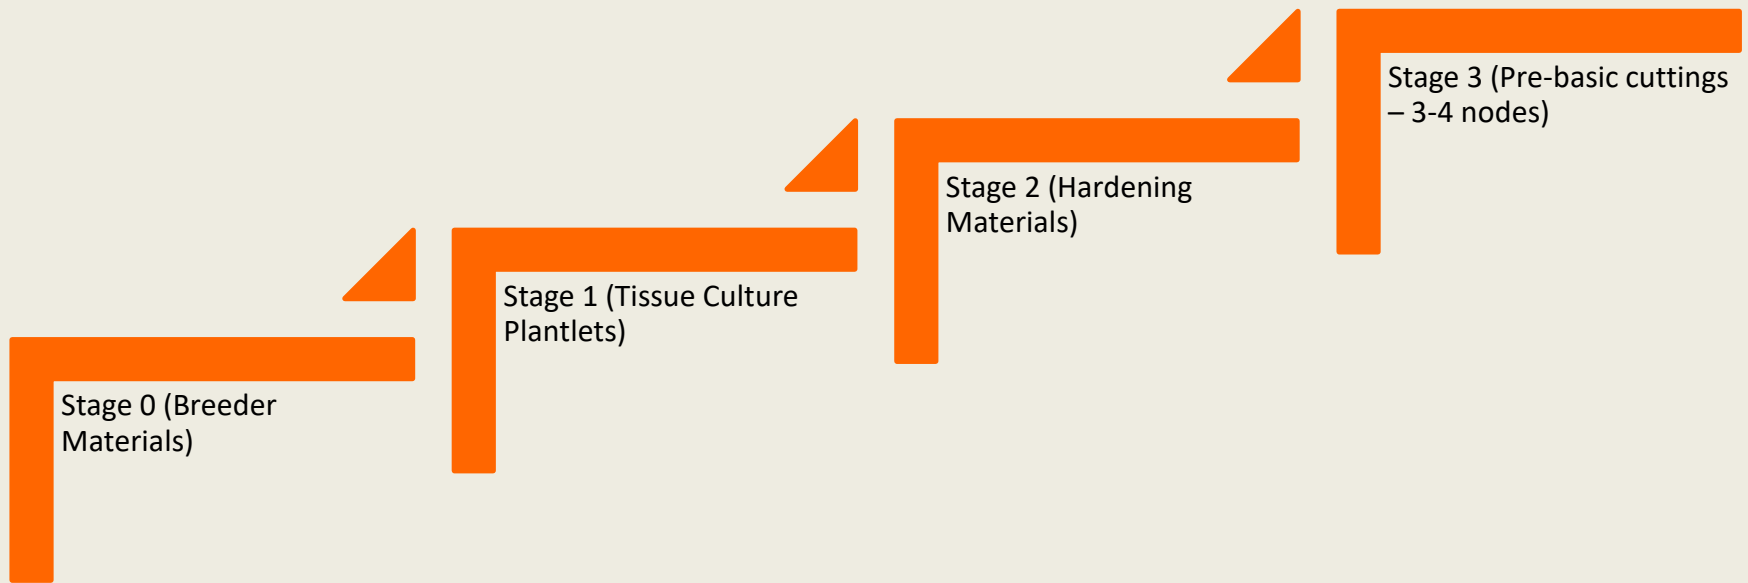 Stage 3 (Pre-basic cuttings
– 3-4 nodes)
Stage 2 (Hardening
Materials)
Stage 1 (Tissue Culture
Plantlets)
Stage 0 (Breeder
Materials)